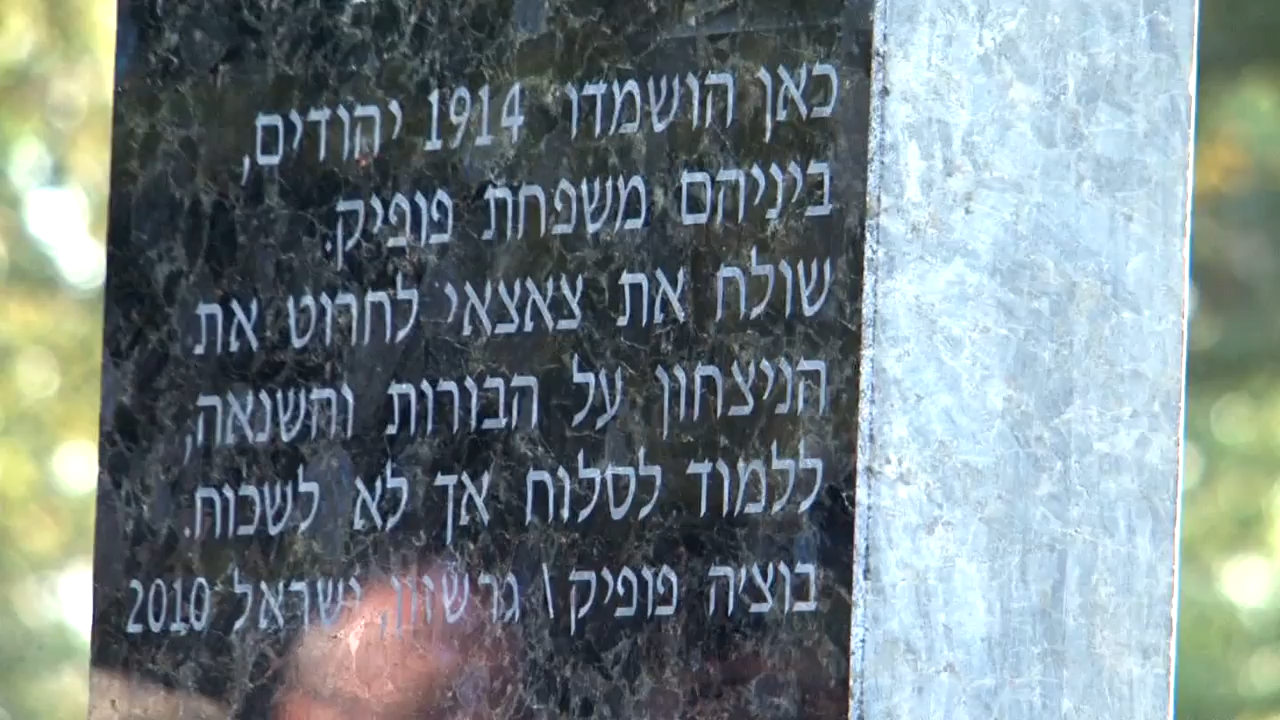 כאן הושמדו 1914 יהודים,
ביניהם משפחת פופיק.
שולח את צאצאי לחרוט את
הניצחון על הבורות והשנאה,
ללמוד לסלוח אך לא לשכוח.
בוציה פופיק \ גרשזון, ישראל 2010